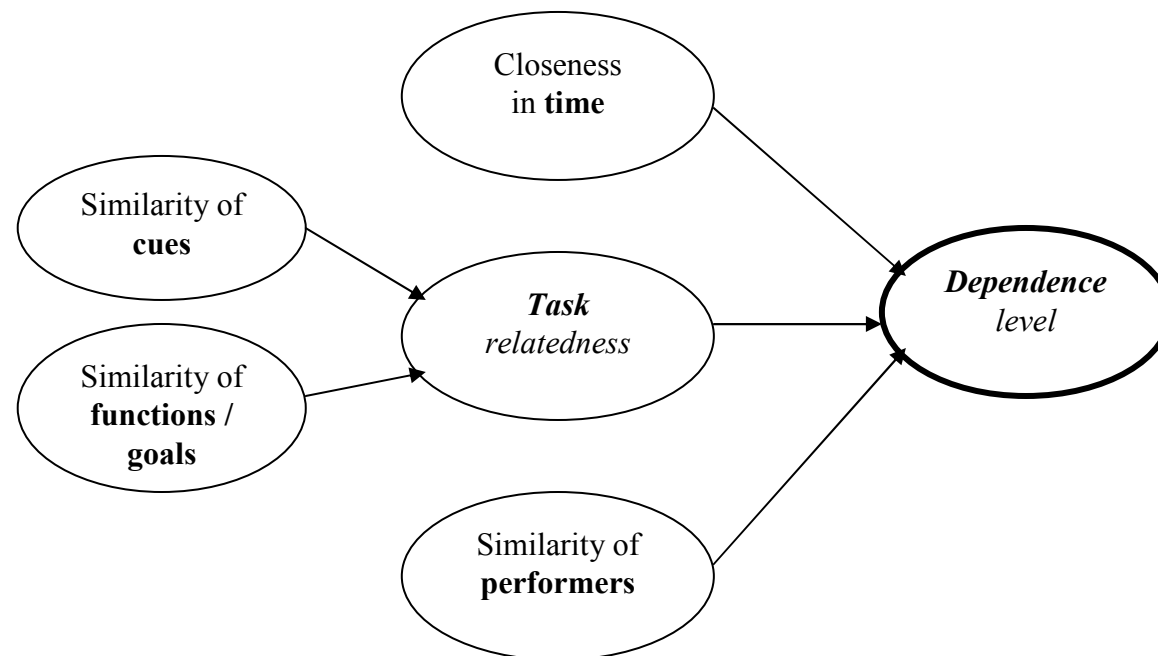 Closeness
in time
Similarity of
cues
Task
relatedness
Dependence
level
Similarity of
functions /
goals
Similarity of
performers